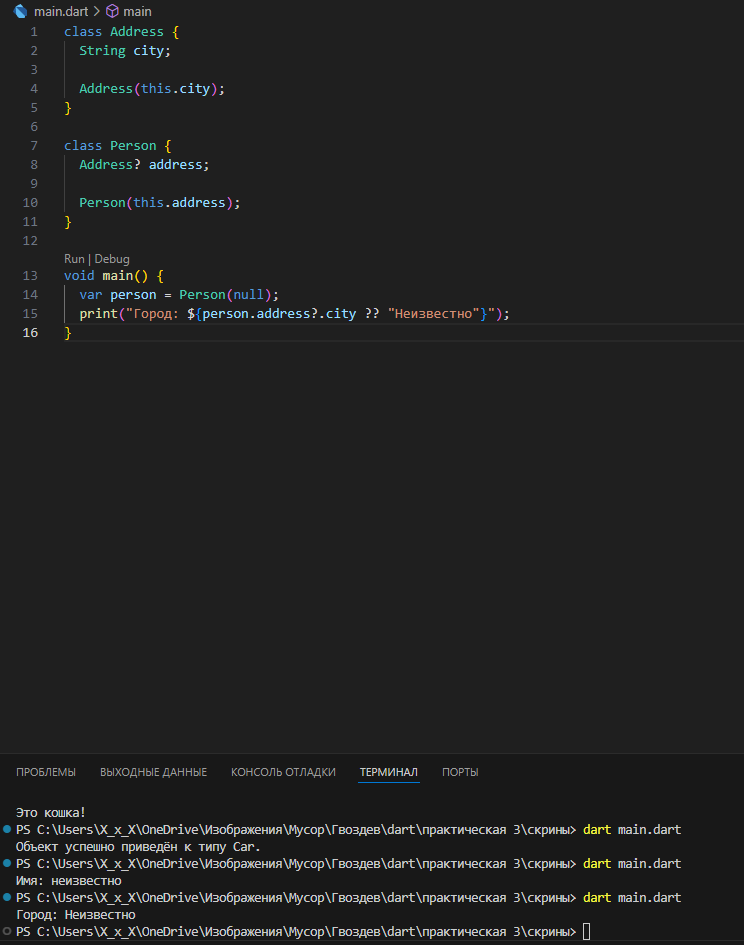 main.dart > main
1 class Address {
2 String city;
3
4 Address(this.city);
5 }
6
7 class Person {
8 Address? address;
9
10 Person(this.address);
11 }
12
Run | Debug
13 void main() {
14 var person = Person(null);
15 print("Город: ${person.address?.city ?? "Неизвестно"}");
16 }
ПРОБЛЕМЫ ВЫХОДНЫЕ ДАННЫЕ КОНСОЛЬ ОТЛАДКИ ТЕРМИНАЛ ПОРТЫ
Это кошка!
PS C:\Users\X_x_X\OneDrive\Изображения\Мусор\Гвоздев\dart\практическая 3\скрины> dart main.dart
Объект успешно приведён к типу Car.
PS C:\Users\X_x_X\OneDrive\Изображения\Мусор\Гвоздев\dart\практическая 3\скрины> dart main.dart
Имя: неизвестно
PS C:\Users\X_x_X\OneDrive\Изображения\Мусор\Гвоздев\dart\практическая 3\скрины> dart main.dart
Город: Неизвестно
PS C:\Users\X_x_X\OneDrive\Изображения\Мусор\Гвоздев\dart\практическая 3\скрины>